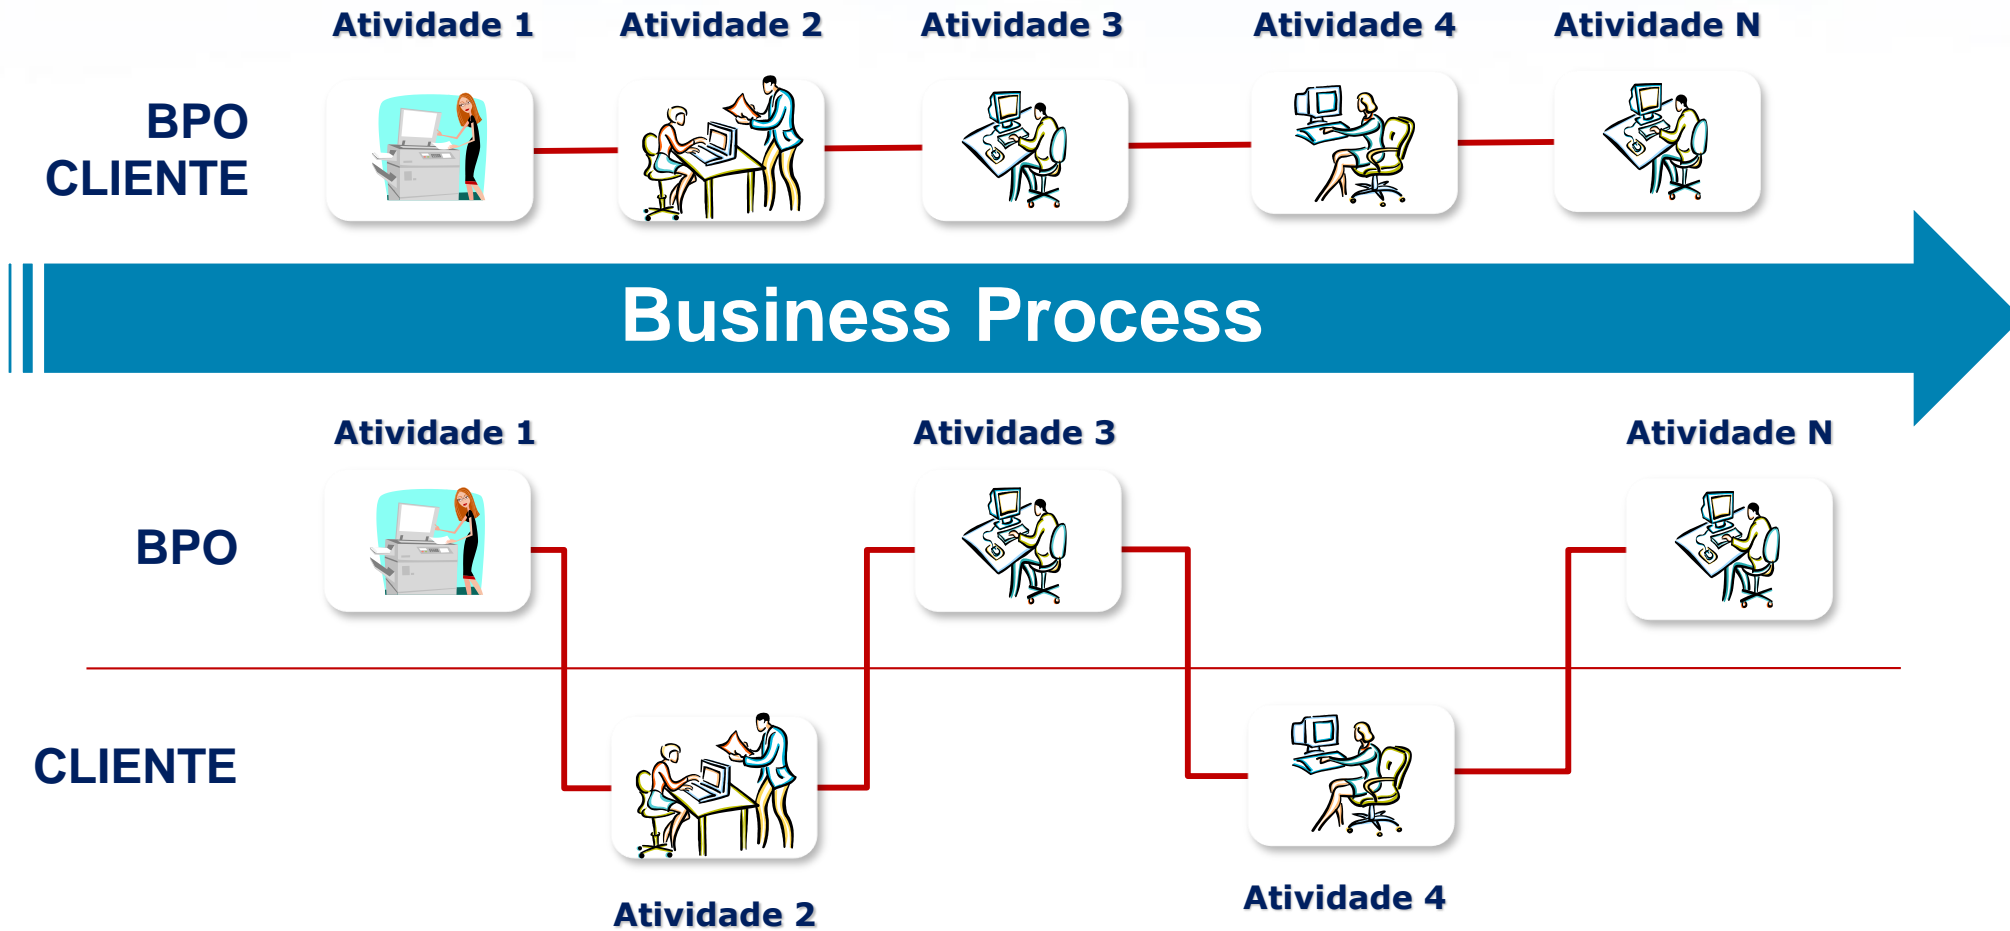 Atividade 1
Atividade 2
Atividade 3
Atividade 4
Atividade N
BPO
CLIENTE
Business Process
Atividade 1
Atividade 3
Atividade N
BPO
CLIENTE
Atividade 2
Atividade 4